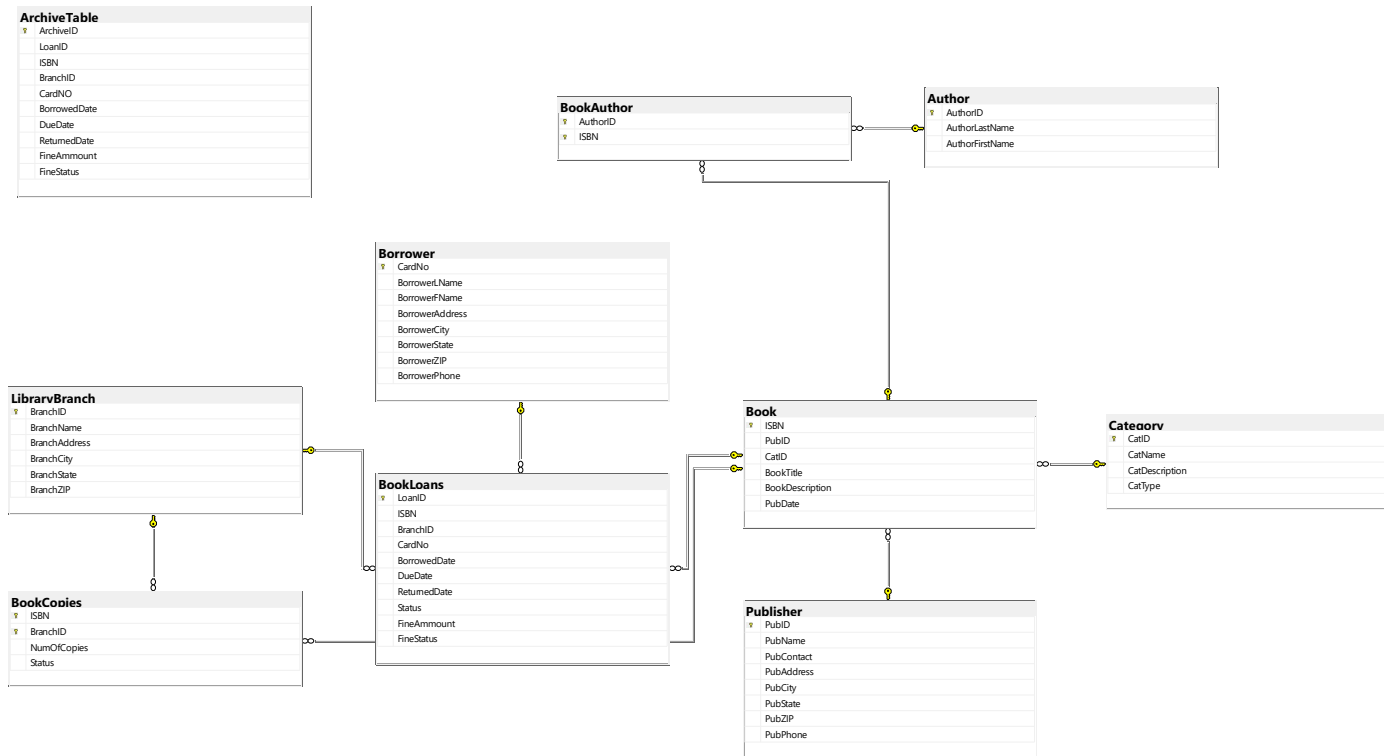 ArchiveTable
ArchiveID
LoanID
ISBN
BranchID
CardNO
BorrowedDate
DueDate
ReturnedDate
FineAmmount
FineStatus
BookAuthor
AuthorID
ISBN
Author
AuthorID
AuthorLastName
AuthorFirstName
Borrower
CardNo
BorrowerLName
BorrowerFName
BorrowerAddress
BorrowerCity
BorrowerState
BorrowerZIP
BorrowerPhone
LibraryBranch
BranchID
BranchName
BranchAddress
BranchCity
BranchState
BranchZIP
BookLoans
LoanID
ISBN
BranchID
CardNo
BorrowedDate
DueDate
ReturnedDate
Status
FineAmmount
FineStatus
Book
ISBN
PubID
CatID
BookTitle
BookDescription
PubDate
Category
CatID
CatName
CatDescription
CatType
BookCopies
ISBN
BranchID
NumOfCopies
Status
Publisher
PubID
PubName
PubContact
PubAddress
PubCity
PubState
PubZIP
PubPhone